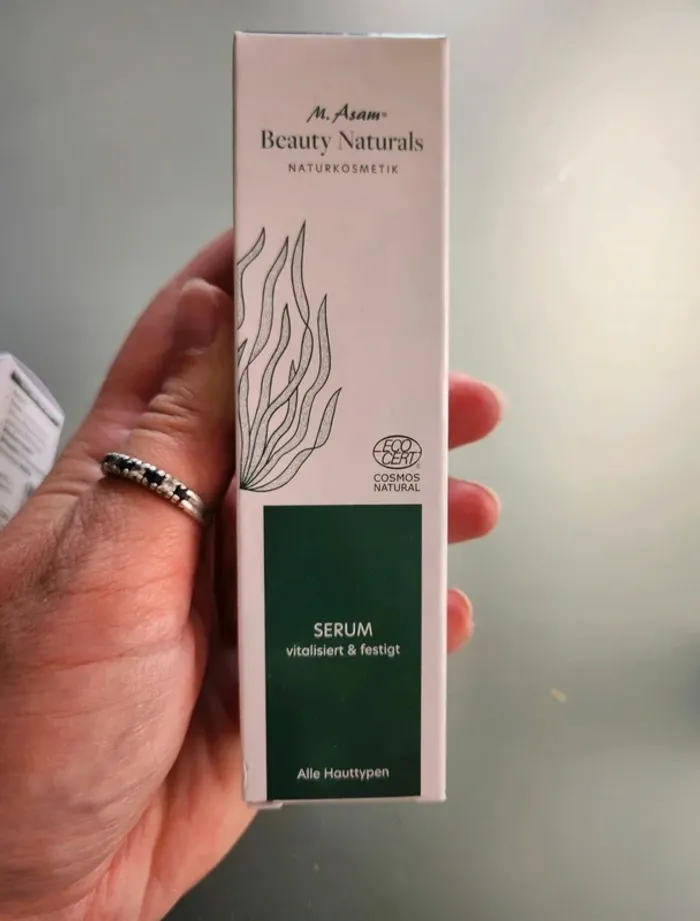 M. Asam®
Beauty Naturals
NATURKOSMETIK
ECO
CERT®
COSMOS
NATURAL
SERUM
vitalisiert & festigt
Alle Hauttypen